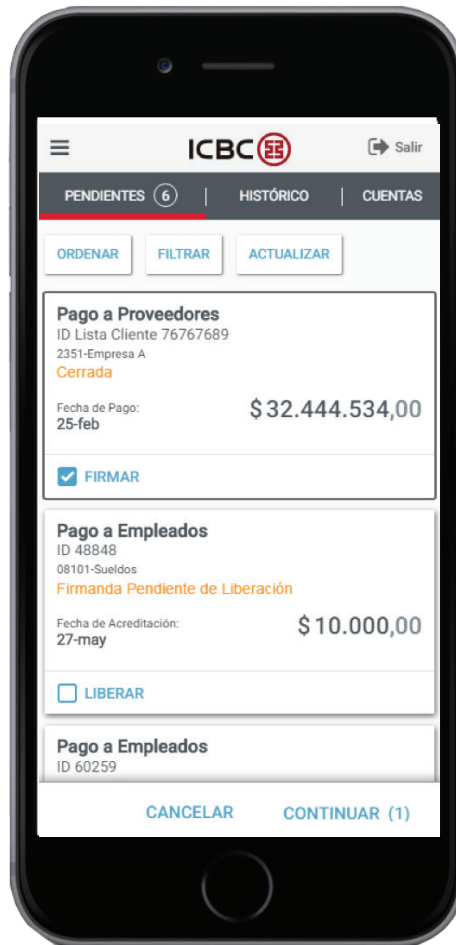 ICBC
Salir
PENDIENTES 6 | HISTÓRICO | CUENTAS
ORDENAR FILTRAR ACTUALIZAR
Pago a Proveedores
ID Lista Cliente 76767689
2351-Empresa A
Cerrada
Fecha de Pago:
25-feb
$32.444.534,00
FIRMAR
Pago a Empleados
ID 48848
08101-Sueldos
Firmanda Pendiente de Liberación
Fecha de Acreditación:
27-may
$10.000,00
LIBERAR
Pago a Empleados
ID 60259
CANCELAR CONTINUAR (1)